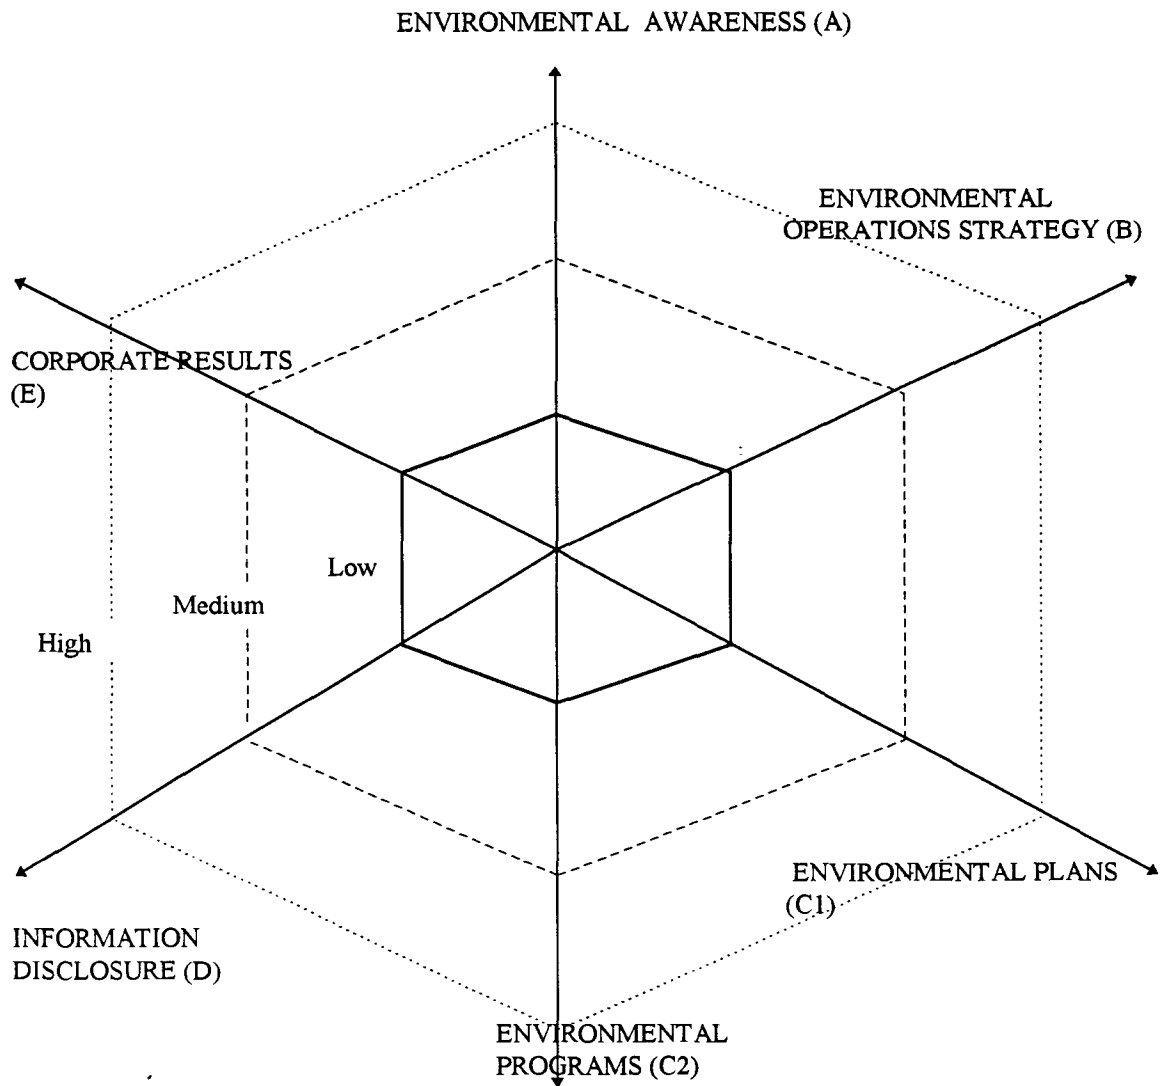 ENVIRONMENTAL AWARENESS (A)
ENVIRONMENTAL
OPERATIONS STRATEGY (B)
CORPORATE RESULTS
(E)
Low
Medium
High
ENVIRONMENTAL PLANS
(C1)
INFORMATION
DISCLOSURE (D)
ENVIRONMENTAL
PROGRAMS (C2)